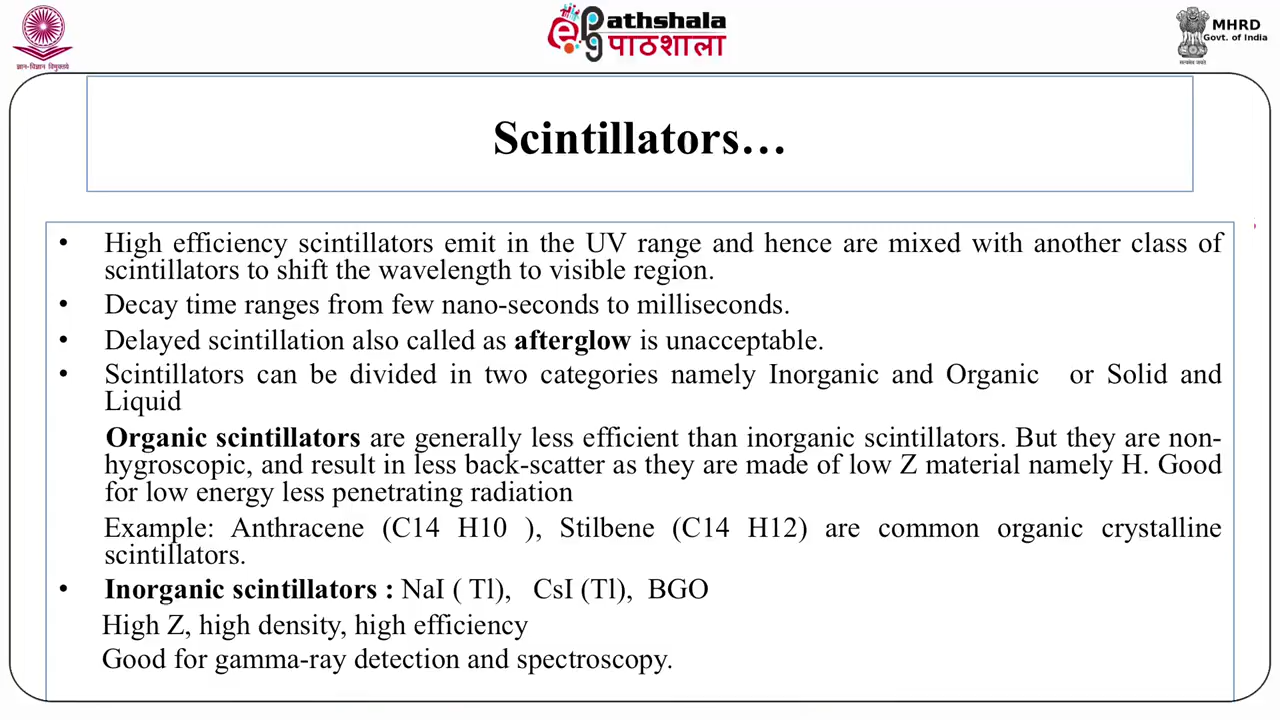 ज्ञान-विज्ञान विमुक्तये
epg
Pathshala
पाठशाला
MHRD
Govt. of India
सत्यमेव जयते
Scintillators…
• High efficiency scintillators emit in the UV range and hence are mixed with another class of
scintillators to shift the wavelength to visible region.
• Decay time ranges from few nano-seconds to milliseconds.
• Delayed scintillation also called as afterglow is unacceptable.
• Scintillators can be divided in two categories namely Inorganic and Organic or Solid and
Liquid
Organic scintillators are generally less efficient than inorganic scintillators. But they are non-
hygroscopic, and result in less back-scatter as they are made of low Z material namely H. Good
for low energy less penetrating radiation
Example: Anthracene (C14 H10 ), Stilbene (C14 H12) are common organic crystalline
scintillators.
• Inorganic scintillators : NaI ( Tl), CsI (Tl), BGO
High Z, high density, high efficiency
Good for gamma-ray detection and spectroscopy.